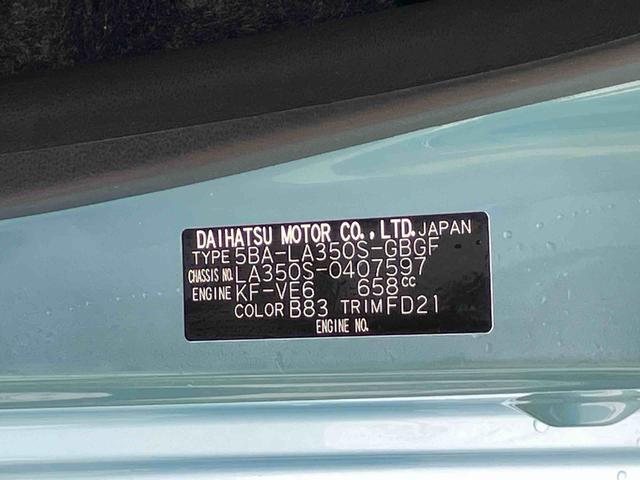 DAIHATSU MOTOR CO., LTD. JAPAN
TYPE 5BA-LA350S-GBGF
CHASSIS NO. LA350S-0407597
ENGINE KF-VE6 658cc
COLOR B83 TRIM FD21
ENGINE NO.